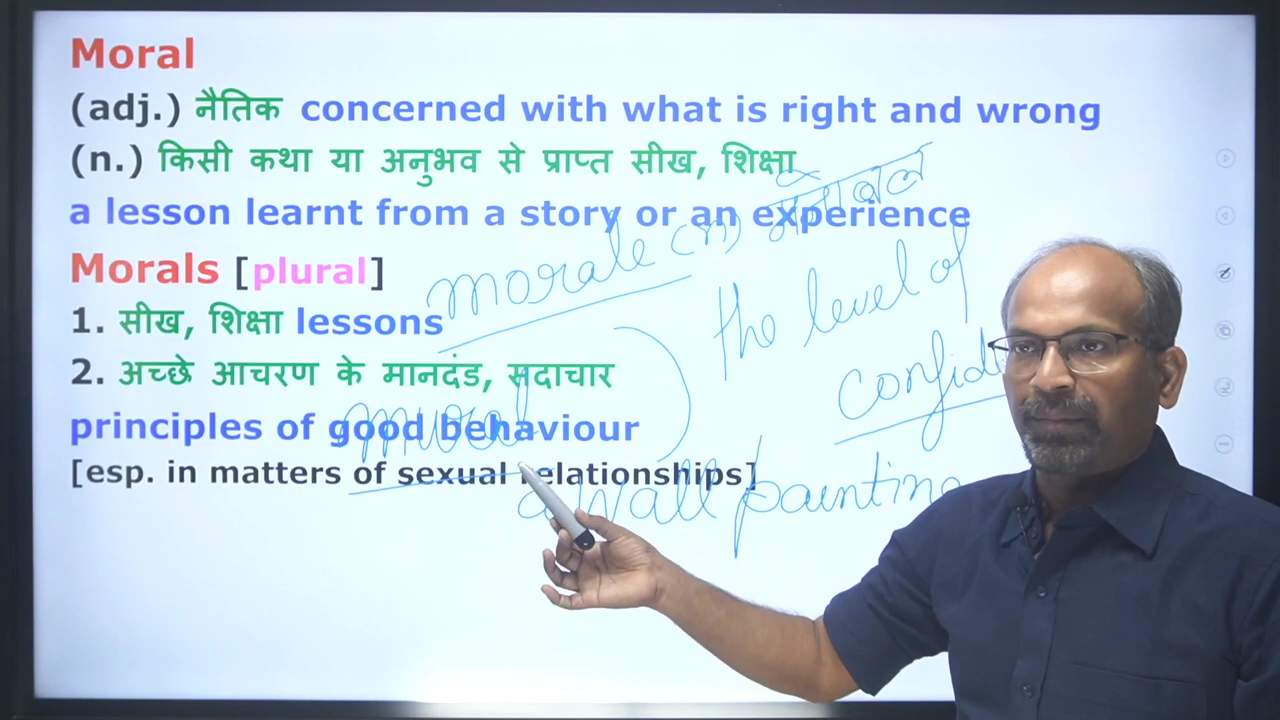 Moral
(adj.) नैतिक concerned with what is right and wrong
(n.) किसी कथा या अनुभव से प्राप्त सीख, शिक्षा
a lesson learnt from a story or an experience
morale (n) मनोबल
the level of
Morals [plural]
1. सीख, शिक्षा lessons
2. अच्छे आचरण के मानदंड, सदाचार
confid
principles of good behaviour
mural
[esp. in matters of sexual relationships]
a wall painting